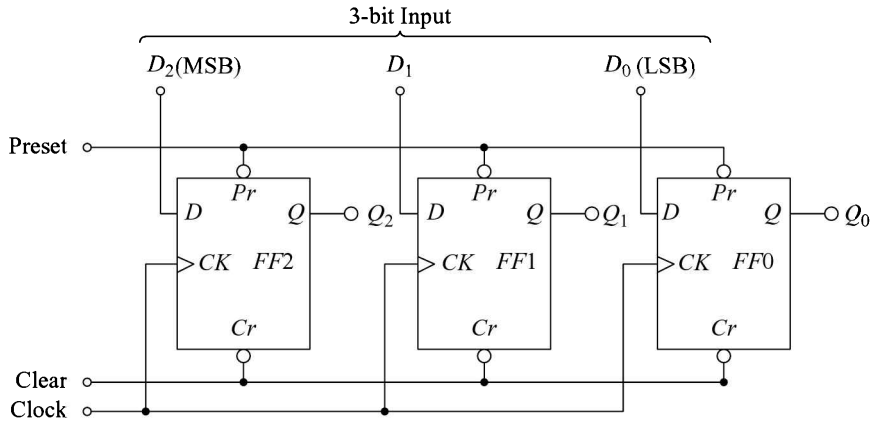 3-bit Input
D₂(MSB) D₁ D₀ (LSB)
Preset
Pr Pr Pr
D Q Q₂ D Q Q₁ D Q Q₀
CK FF2 CK FF1 CK FF0
Cr Cr Cr
Clear
Clock